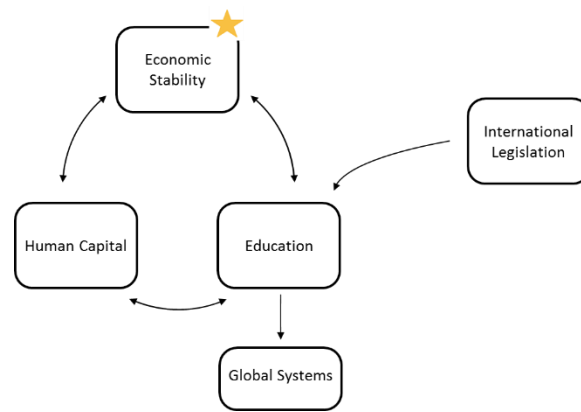 Economic
Stability
International
Legislation
Human Capital
Education
Global Systems